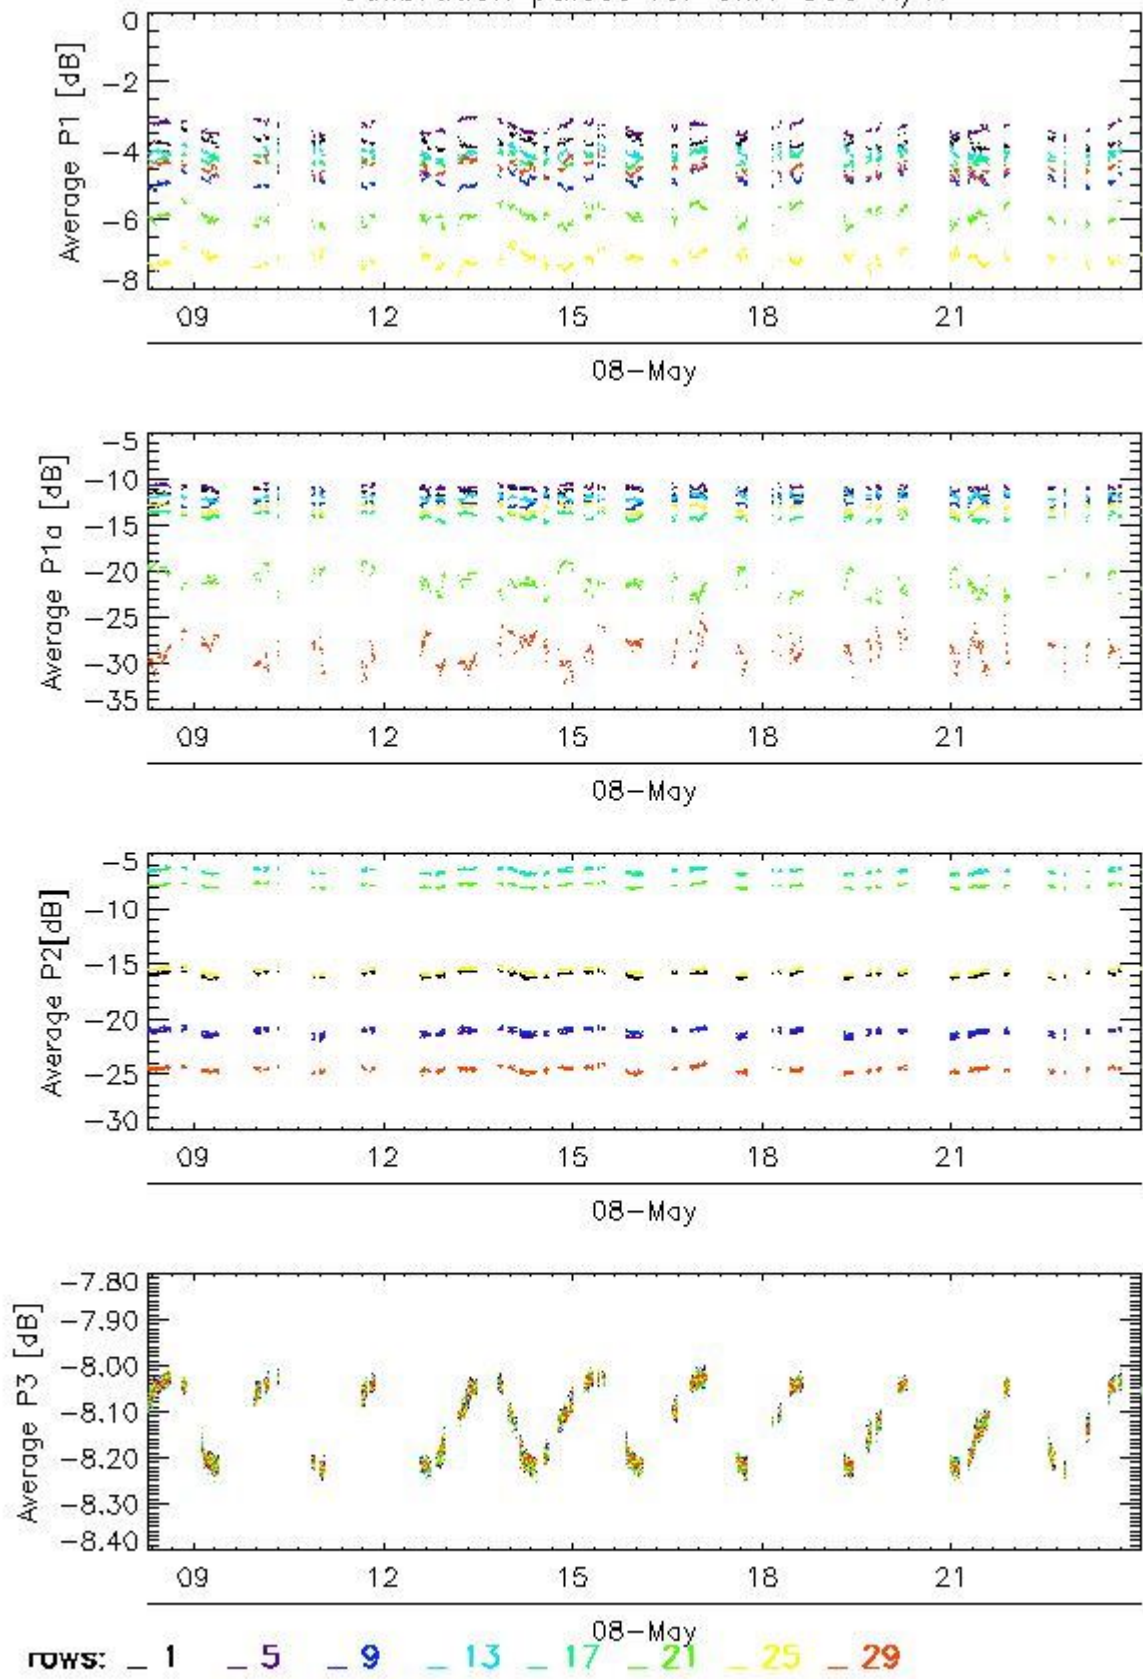 Average P1 [dB]
0
-2
-4
-6
-8
09 12 15 18 21
08-May
Average P1a [dB]
-5
-10
-15
-20
-25
-30
-35
09 12 15 18 21
08-May
Average P2[dB]
-5
-10
-15
-20
-25
-30
09 12 15 18 21
08-May
Average P3 [dB]
-7.80
-7.90
-8.00
-8.10
-8.20
-8.30
-8.40
09 12 15 18 21
08-May
rows: _ 1 _ 5 _ 9 _ 13 _ 17 _ 21 _ 25 _ 29